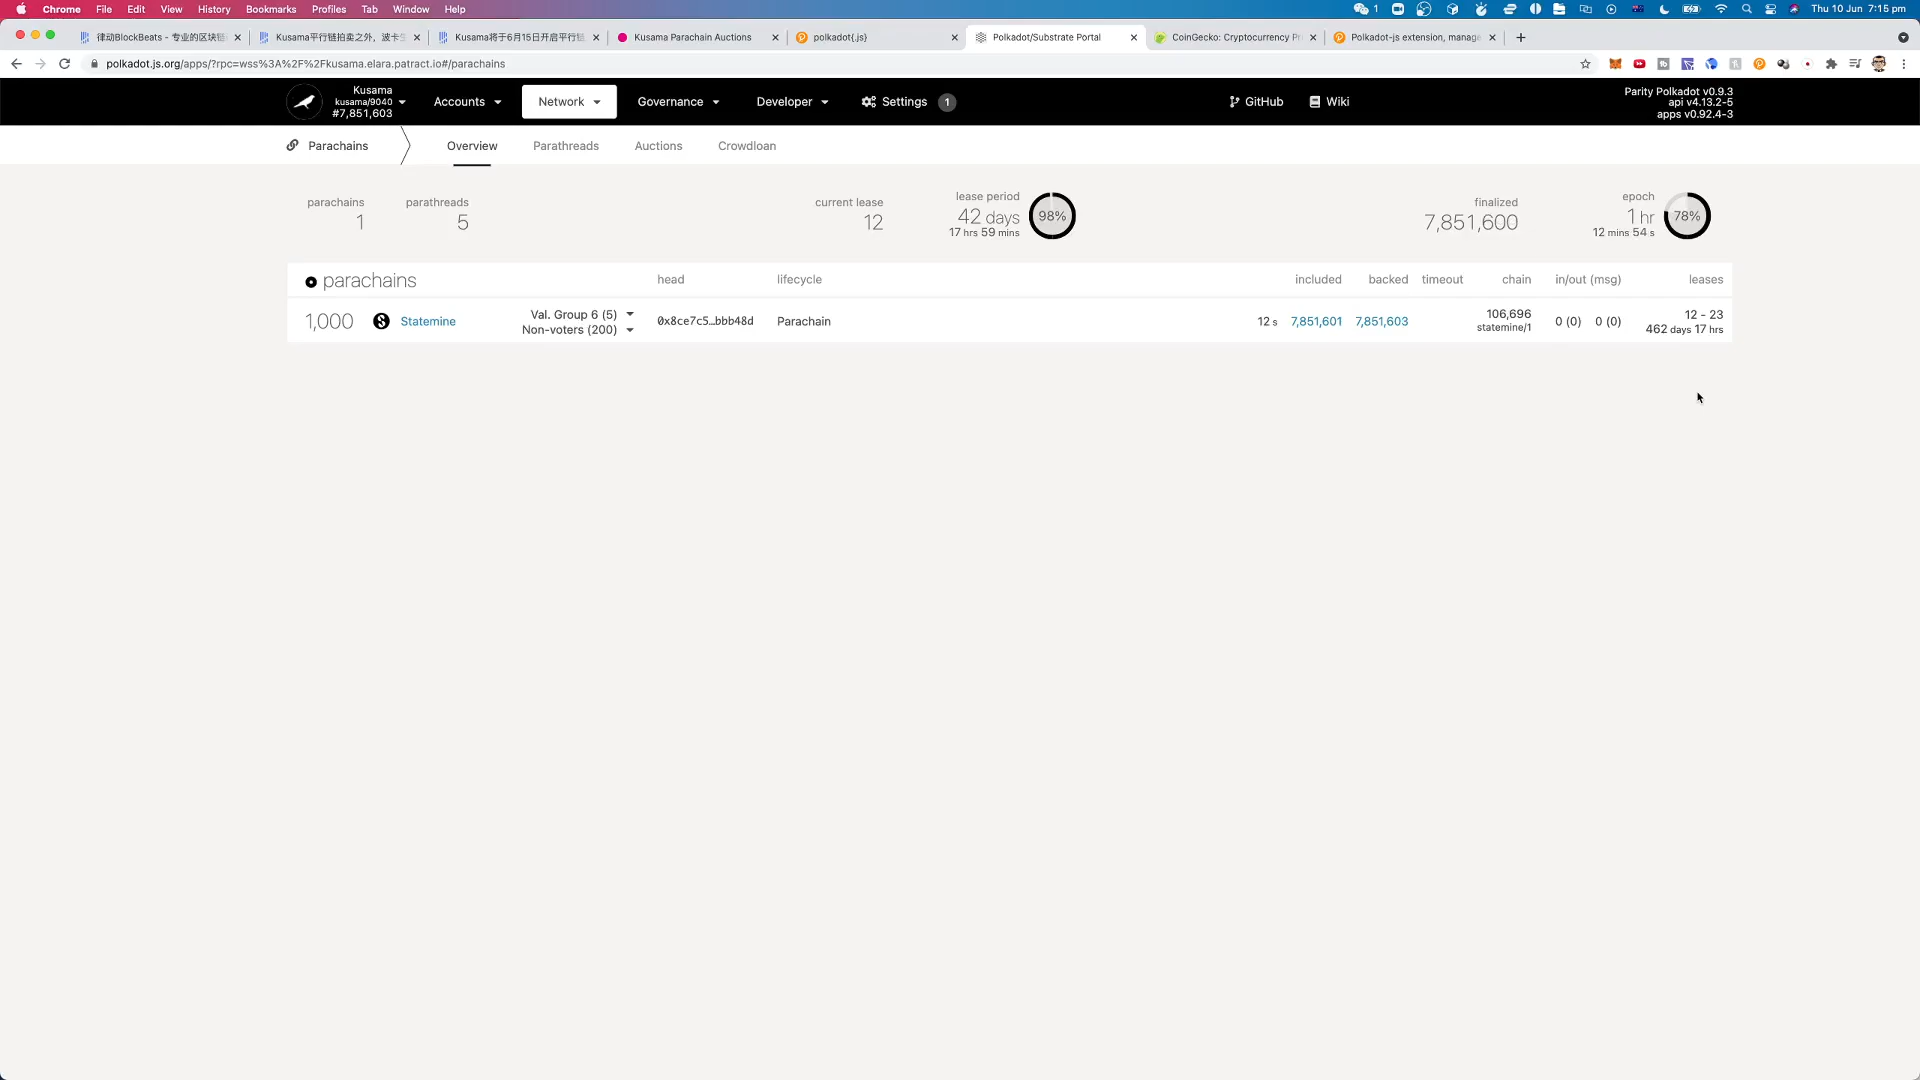 Chrome File Edit View History Bookmarks Profiles Tab Window Help 1 Thu 10 Jun 7:15 pm
律动BlockBeats - 专业的区块链 Kusama平行链拍卖之外，波卡 Kusama将于6月15日开启平行链 Kusama Parachain Auctions polkadot{.js} Polkadot/Substrate Portal CoinGecko: Cryptocurrency Pr Polkadot-js extension, manage
polkadot.js.org/apps/?rpc=wss%3A%2F%2Fkusama.elara.patract.io#/parachains
Kusama
kusama/9040
#7,851,603
Accounts Network Governance Developer Settings 1 GitHub Wiki
Parity Polkadot v0.9.3
api v4.13.2-5
apps v0.92.4-3
Parachains Overview Parathreads Auctions Crowdloan
parachains
1
parathreads
5
current lease
12
lease period
42 days
17 hrs 59 mins
98%
finalized
7,851,600
epoch
1 hr
12 mins 54 s
78%
parachains head lifecycle included backed timeout chain in/out (msg) leases
1,000 Statemine
Val. Group 6 (5)
Non-voters (200)
0x8ce7c5…bbb48d Parachain 12 s 7,851,601 7,851,603
106,696
statemine/1
0 (0) 0 (0)
12 - 23
462 days 17 hrs